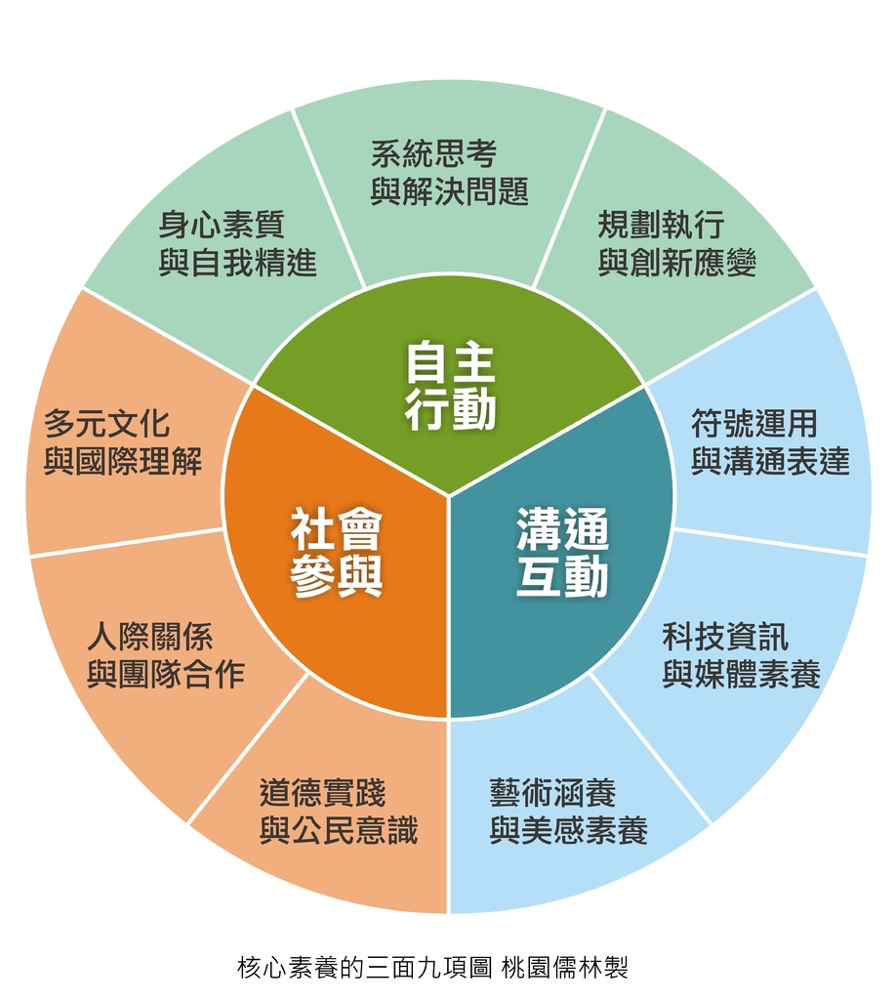 系統思考
與解決問題
身心素質
與自我精進
規劃執行
與創新應變
自主
行動
多元文化
與國際理解
符號運用
與溝通表達
社會
參與
溝通
互動
人際關係
與團隊合作
科技資訊
與媒體素養
道德實踐
與公民意識
藝術涵養
與美感素養
核心素養的三面九項圖 桃園儒林製